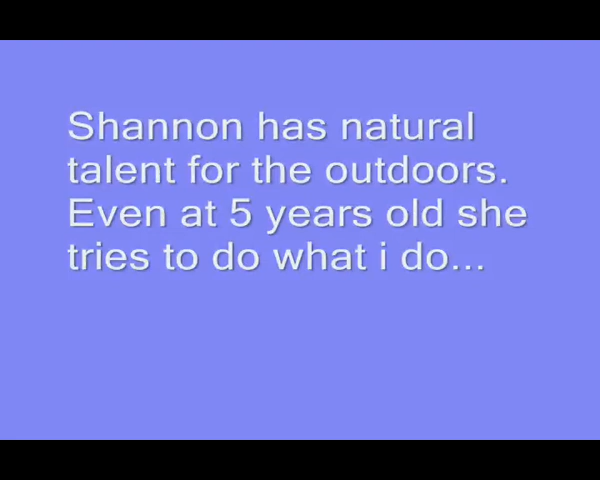 Shannon has natural
talent for the outdoors.
Even at 5 years old she
tries to do what i do...